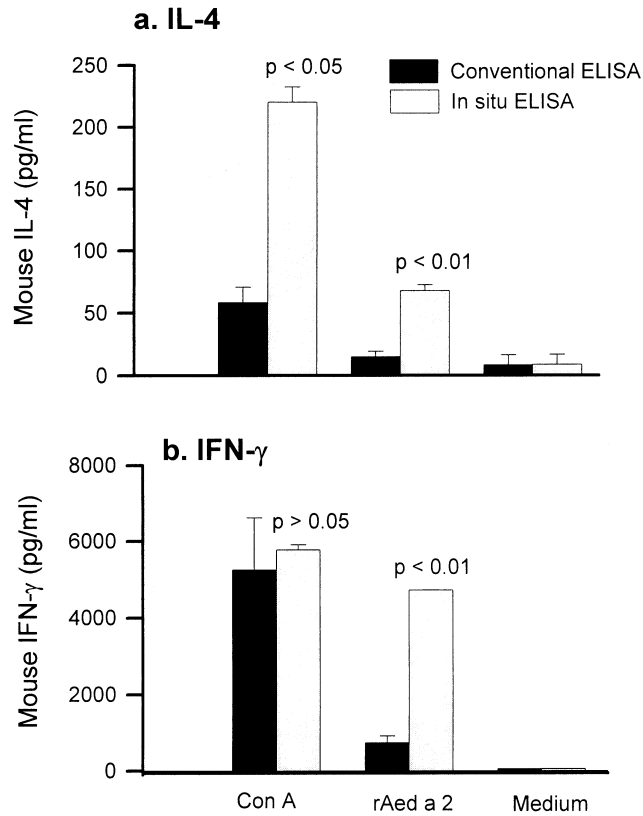 a. IL-4
Conventional ELISA
In situ ELISA
p < 0.05
p < 0.01
Mouse IL-4 (pg/ml)
250
200
150
100
50
0
b. IFN-γ
p > 0.05
p < 0.01
Mouse IFN-γ (pg/ml)
8000
6000
4000
2000
0
Con A
rAed a 2
Medium